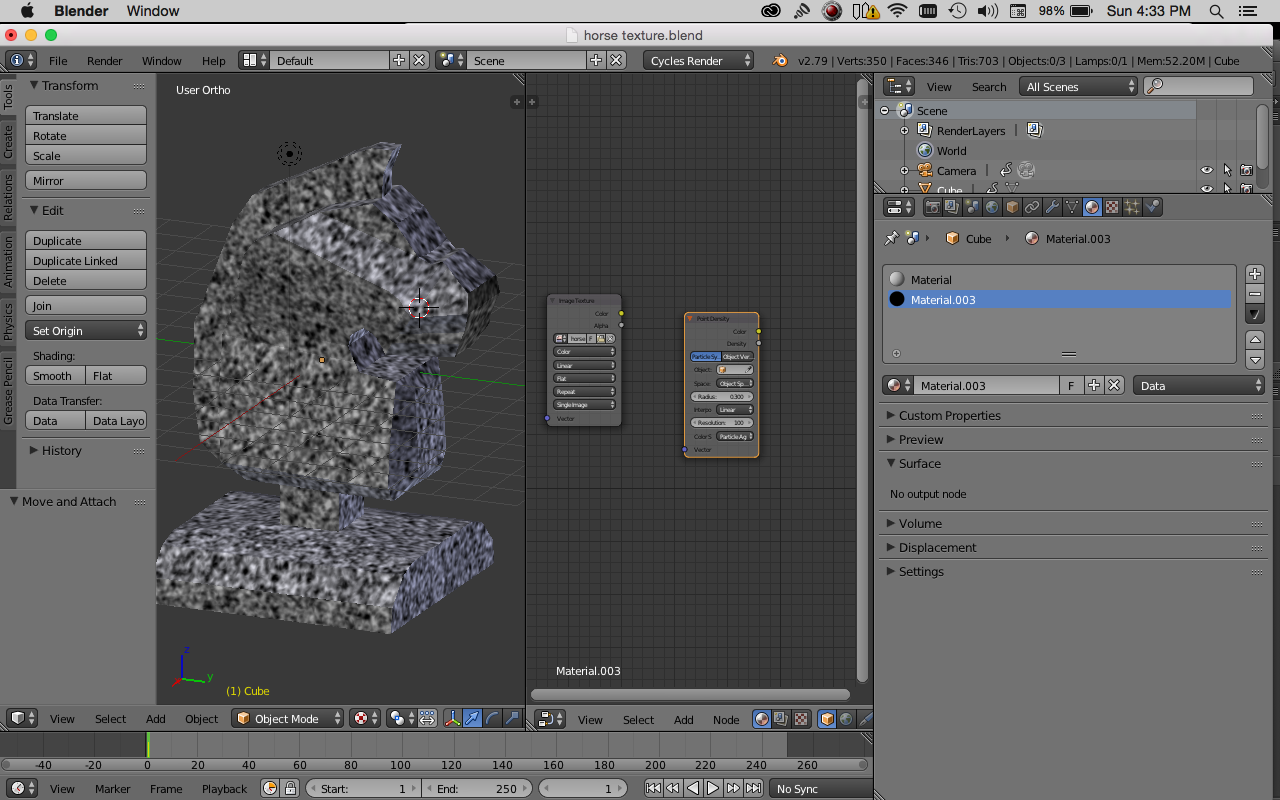 Blender Window 98% Sun 4:33 PM
horse texture.blend
File Render Window Help Default Scene Cycles Render v2.79 | Verts:350 | Faces:346 | Tris:703 | Objects:0/3 | Lamps:0/1 | Mem:52.20M | Cube
Tools
Create
Relations
Animation
Physics
Grease Pencil
Transform
Translate
Rotate
Scale
Mirror
Edit
Duplicate
Duplicate Linked
Delete
Join
Set Origin
Shading:
Smooth Flat
Data Transfer:
Data Data Layo
History
Move and Attach
User Ortho
z
y
(1) Cube
Image Texture
Color
Alpha
horse F
Color
Linear
Flat
Repeat
Single Image
Vector
Point Density
Color
Density
Particle Sy Object Ver
Object:
Space: Object Sp
Radius: 0.300
Interpo Linear
Resolution: 100
Color S Particle Ag
Vector
Material.003
View Search All Scenes
Scene
RenderLayers
World
Camera
Cube
Cube Material.003
Material
Material.003
Material.003 F Data
Custom Properties
Preview
Surface
No output node
Volume
Displacement
Settings
View Select Add Object Object Mode
View Select Add Node
-40 -20 0 20 40 60 80 100 120 140 160 180 200 220 240 260
View Marker Frame Playback Start: 1 End: 250 1 No Sync